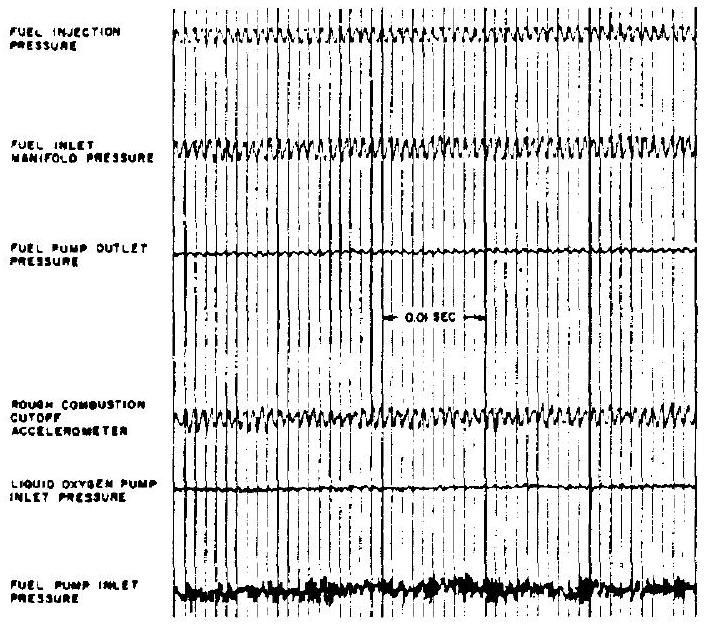 FUEL INJECTION
PRESSURE
FUEL INLET
MANIFOLD PRESSURE
FUEL PUMP OUTLET
PRESSURE
0.01 SEC
ROUGH COMBUSTION
CUTOFF
ACCELEROMETER
LIQUID OXYGEN PUMP
INLET PRESSURE
FUEL PUMP INLET
PRESSURE